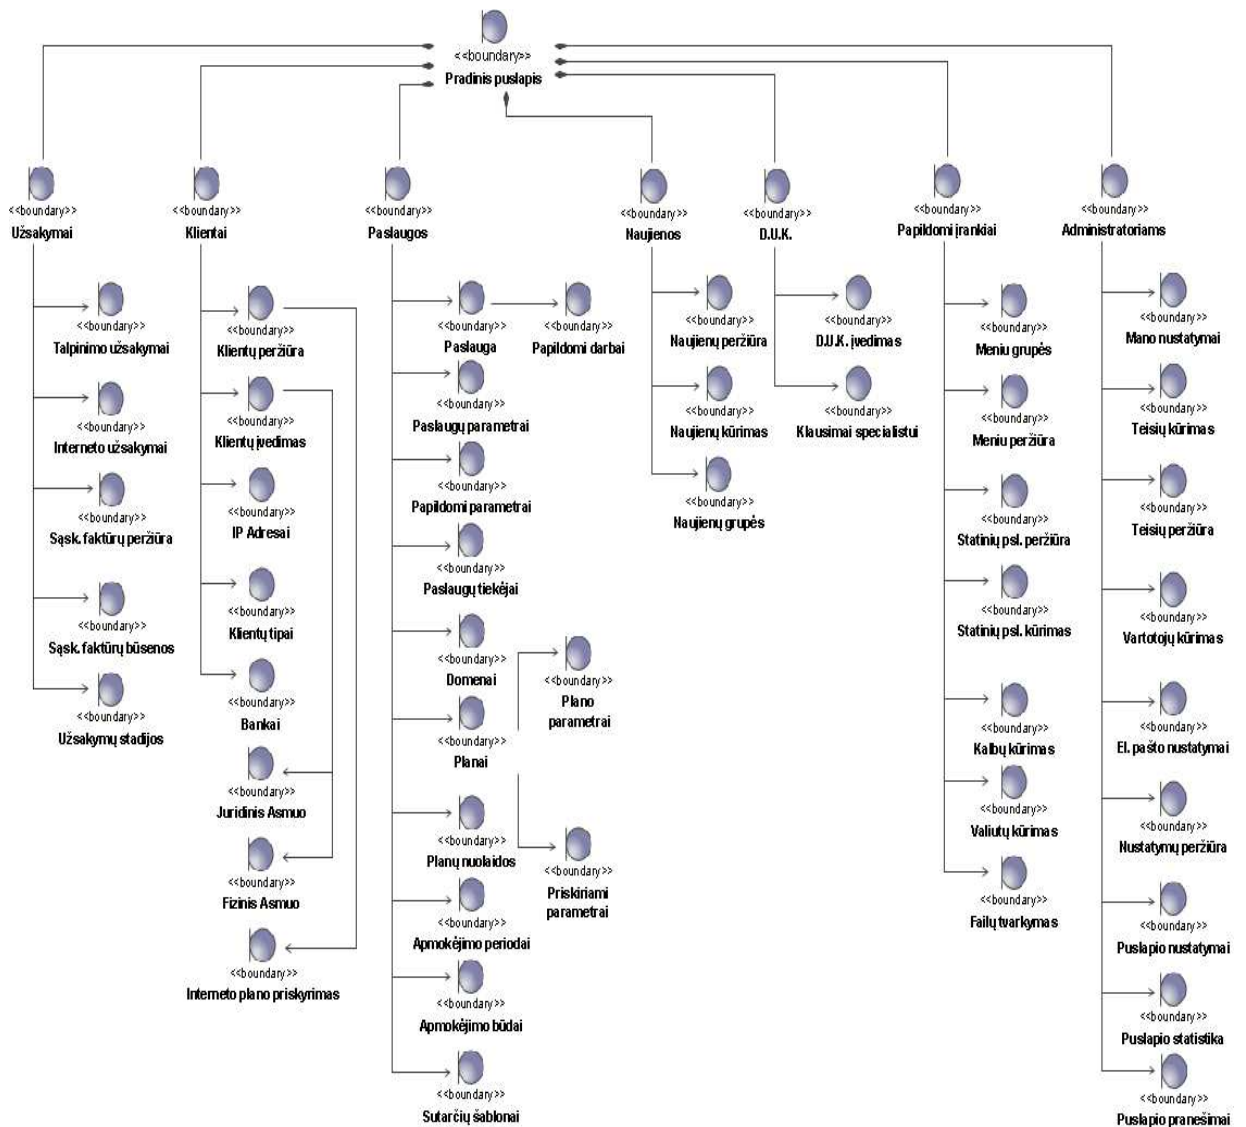 <<boundary>>
Pradinis puslapis
<<boundary>>
Užsakymai
<<boundary>>
Talpinimo užsakymai
<<boundary>>
Interneto užsakymai
<<boundary>>
Sąsk. faktūrų peržiūra
<<boundary>>
Sąsk. faktūrų būsenos
<<boundary>>
Užsakymų stadijos
<<boundary>>
Klientai
<<boundary>>
Klientų peržiūra
<<boundary>>
Klientų įvedimas
<<boundary>>
IP Adresai
<<boundary>>
Klientų tipai
<<boundary>>
Bankai
<<boundary>>
Juridinis Asmuo
<<boundary>>
Fizinis Asmuo
<<boundary>>
Interneto plano priskyrimas
<<boundary>>
Paslaugos
<<boundary>>
Paslauga
<<boundary>>
Papildomi darbai
<<boundary>>
Paslaugų parametrai
<<boundary>>
Papildomi parametrai
<<boundary>>
Paslaugų tiekėjai
<<boundary>>
Domenai
<<boundary>>
Planai
<<boundary>>
Plano
parametrai
<<boundary>>
Priskiriami
parametrai
<<boundary>>
Planų nuolaidos
<<boundary>>
Apmokėjimo periodai
<<boundary>>
Apmokėjimo būdai
<<boundary>>
Sutarčių šablonai
<<boundary>>
Naujienos
<<boundary>>
Naujienų peržiūra
<<boundary>>
Naujienų kūrimas
<<boundary>>
Naujienų grupės
<<boundary>>
D.U.K.
<<boundary>>
D.U.K. įvedimas
<<boundary>>
Klausimai specialistui
<<boundary>>
Papildomi įrankiai
<<boundary>>
Meniu grupės
<<boundary>>
Meniu peržiūra
<<boundary>>
Statinių psl. peržiūra
<<boundary>>
Statinių psl. kūrimas
<<boundary>>
Kalbų kūrimas
<<boundary>>
Valiutų kūrimas
<<boundary>>
Failų tvarkymas
<<boundary>>
Administratoriams
<<boundary>>
Mano nustatymai
<<boundary>>
Teisių kūrimas
<<boundary>>
Teisių peržiūra
<<boundary>>
Vartotojų kūrimas
<<boundary>>
El. pašto nustatymai
<<boundary>>
Nustatymų peržiūra
<<boundary>>
Puslapio nustatymai
<<boundary>>
Puslapio statistika
<<boundary>>
Puslapio pranešimai